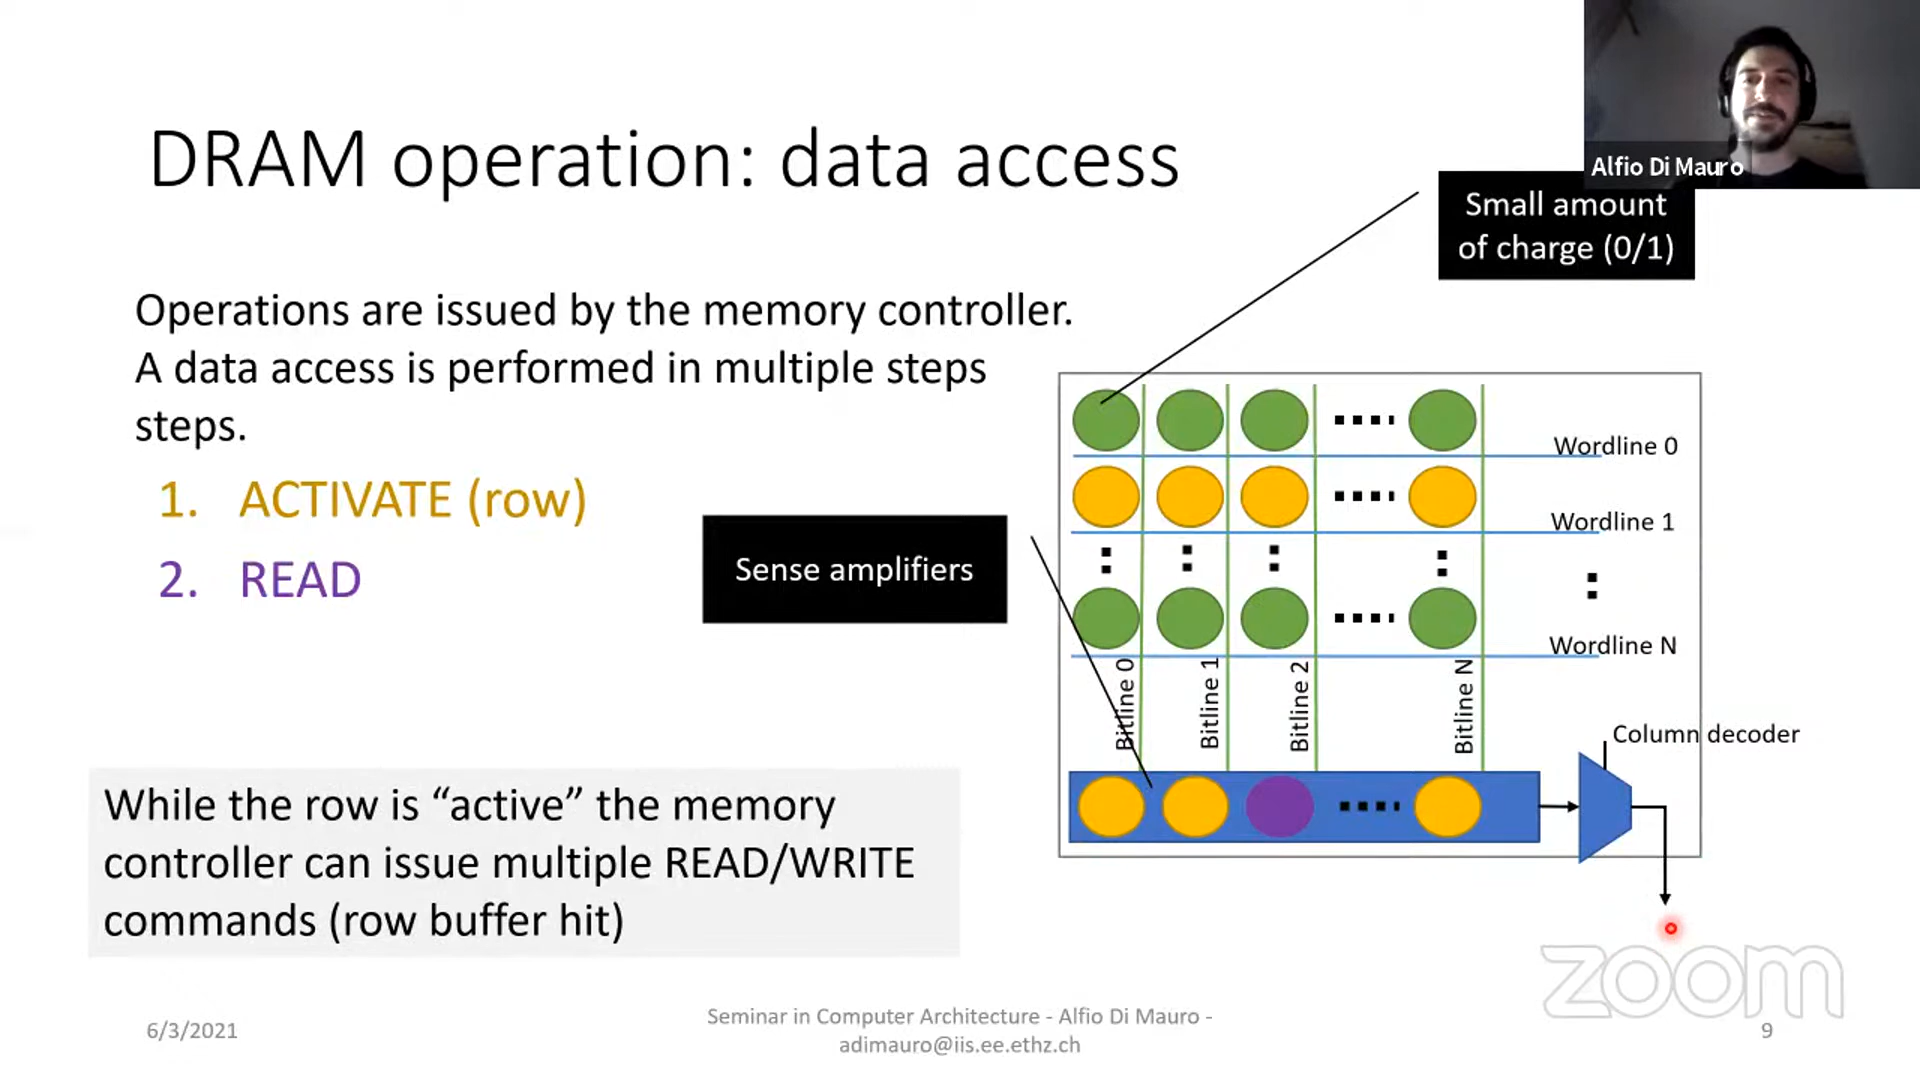 Alfio Di Mauro
DRAM operation: data access
Small amount
of charge (0/1)
Operations are issued by the memory controller.
A data access is performed in multiple steps
steps.
1. ACTIVATE (row)
2. READ
Sense amplifiers
Wordline 0
Wordline 1
Wordline N
Bitline 0
Bitline 1
Bitline 2
Bitline N
Column decoder
While the row is “active” the memory
controller can issue multiple READ/WRITE
commands (row buffer hit)
zoom
6/3/2021
Seminar in Computer Architecture - Alfio Di Mauro -
adimauro@iis.ee.ethz.ch
9